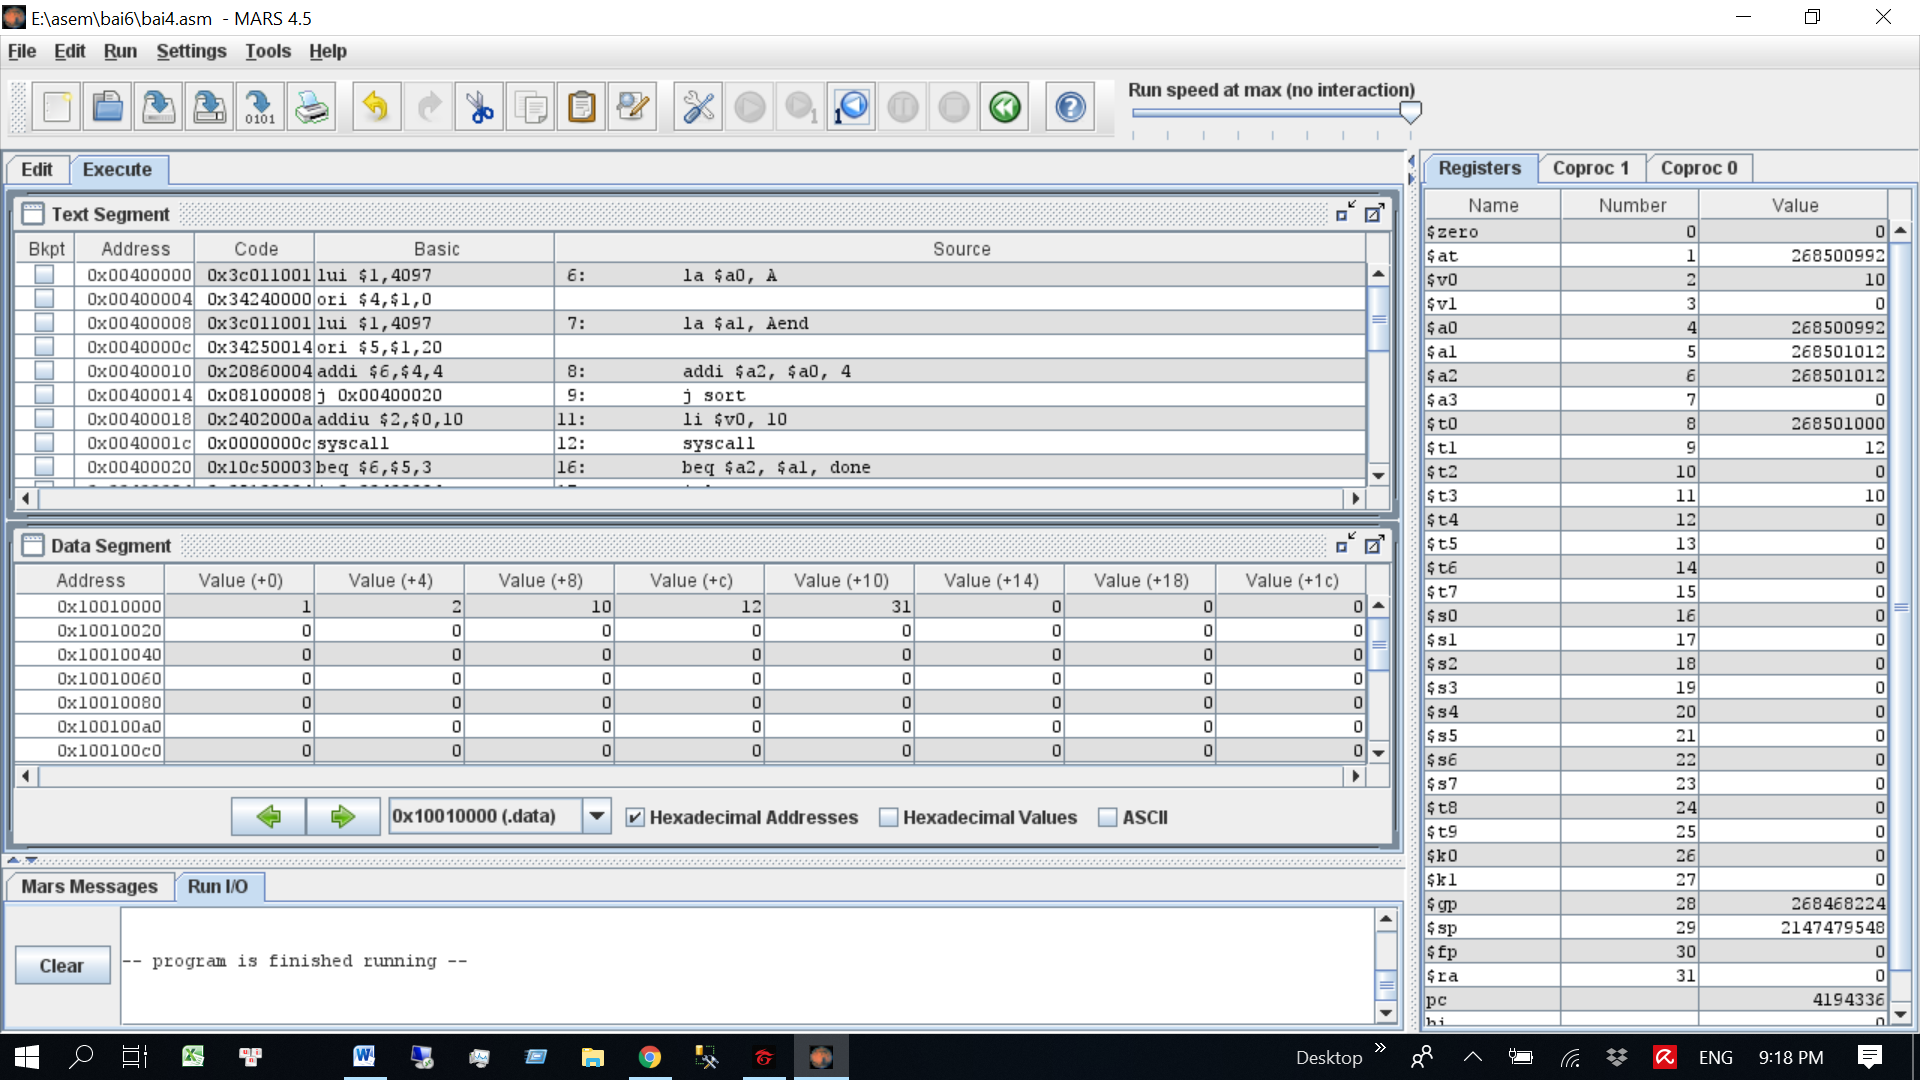 E:\asem\bai6\bai4.asm - MARS 4.5
File Edit Run Settings Tools Help
Run speed at max (no interaction)
Edit Execute
Text Segment
Bkpt Address Code Basic Source
0x00400000 0x3c011001 lui $1,4097 6: la $a0, A
0x00400004 0x34240000 ori $4,$1,0
0x00400008 0x3c011001 lui $1,4097 7: la $a1, Aend
0x0040000c 0x34250014 ori $5,$1,20
0x00400010 0x20860004 addi $6,$4,4 8: addi $a2, $a0, 4
0x00400014 0x08100008 j 0x00400020 9: j sort
0x00400018 0x2402000a addiu $2,$0,10 11: li $v0, 10
0x0040001c 0x0000000c syscall 12: syscall
0x00400020 0x10c50003 beq $6,$5,3 16: beq $a2, $a1, done
Data Segment
Address Value (+0) Value (+4) Value (+8) Value (+c) Value (+10) Value (+14) Value (+18) Value (+1c)
0x10010000 1 2 10 12 31 0 0 0
0x10010020 0 0 0 0 0 0 0 0
0x10010040 0 0 0 0 0 0 0 0
0x10010060 0 0 0 0 0 0 0 0
0x10010080 0 0 0 0 0 0 0 0
0x100100a0 0 0 0 0 0 0 0 0
0x100100c0 0 0 0 0 0 0 0 0
0x10010000 (.data) Hexadecimal Addresses Hexadecimal Values ASCII
Mars Messages Run I/O
Clear
-- program is finished running --
Registers Coproc 1 Coproc 0
Name Number Value
$zero 0 0
$at 1 268500992
$v0 2 10
$v1 3 0
$a0 4 268500992
$a1 5 268501012
$a2 6 268501012
$a3 7 0
$t0 8 268501000
$t1 9 12
$t2 10 0
$t3 11 10
$t4 12 0
$t5 13 0
$t6 14 0
$t7 15 0
$s0 16 0
$s1 17 0
$s2 18 0
$s3 19 0
$s4 20 0
$s5 21 0
$s6 22 0
$s7 23 0
$t8 24 0
$t9 25 0
$k0 26 0
$k1 27 0
$gp 28 268468224
$sp 29 2147479548
$fp 30 0
$ra 31 0
pc 4194336
hi 0
Desktop ENG 9:18 PM